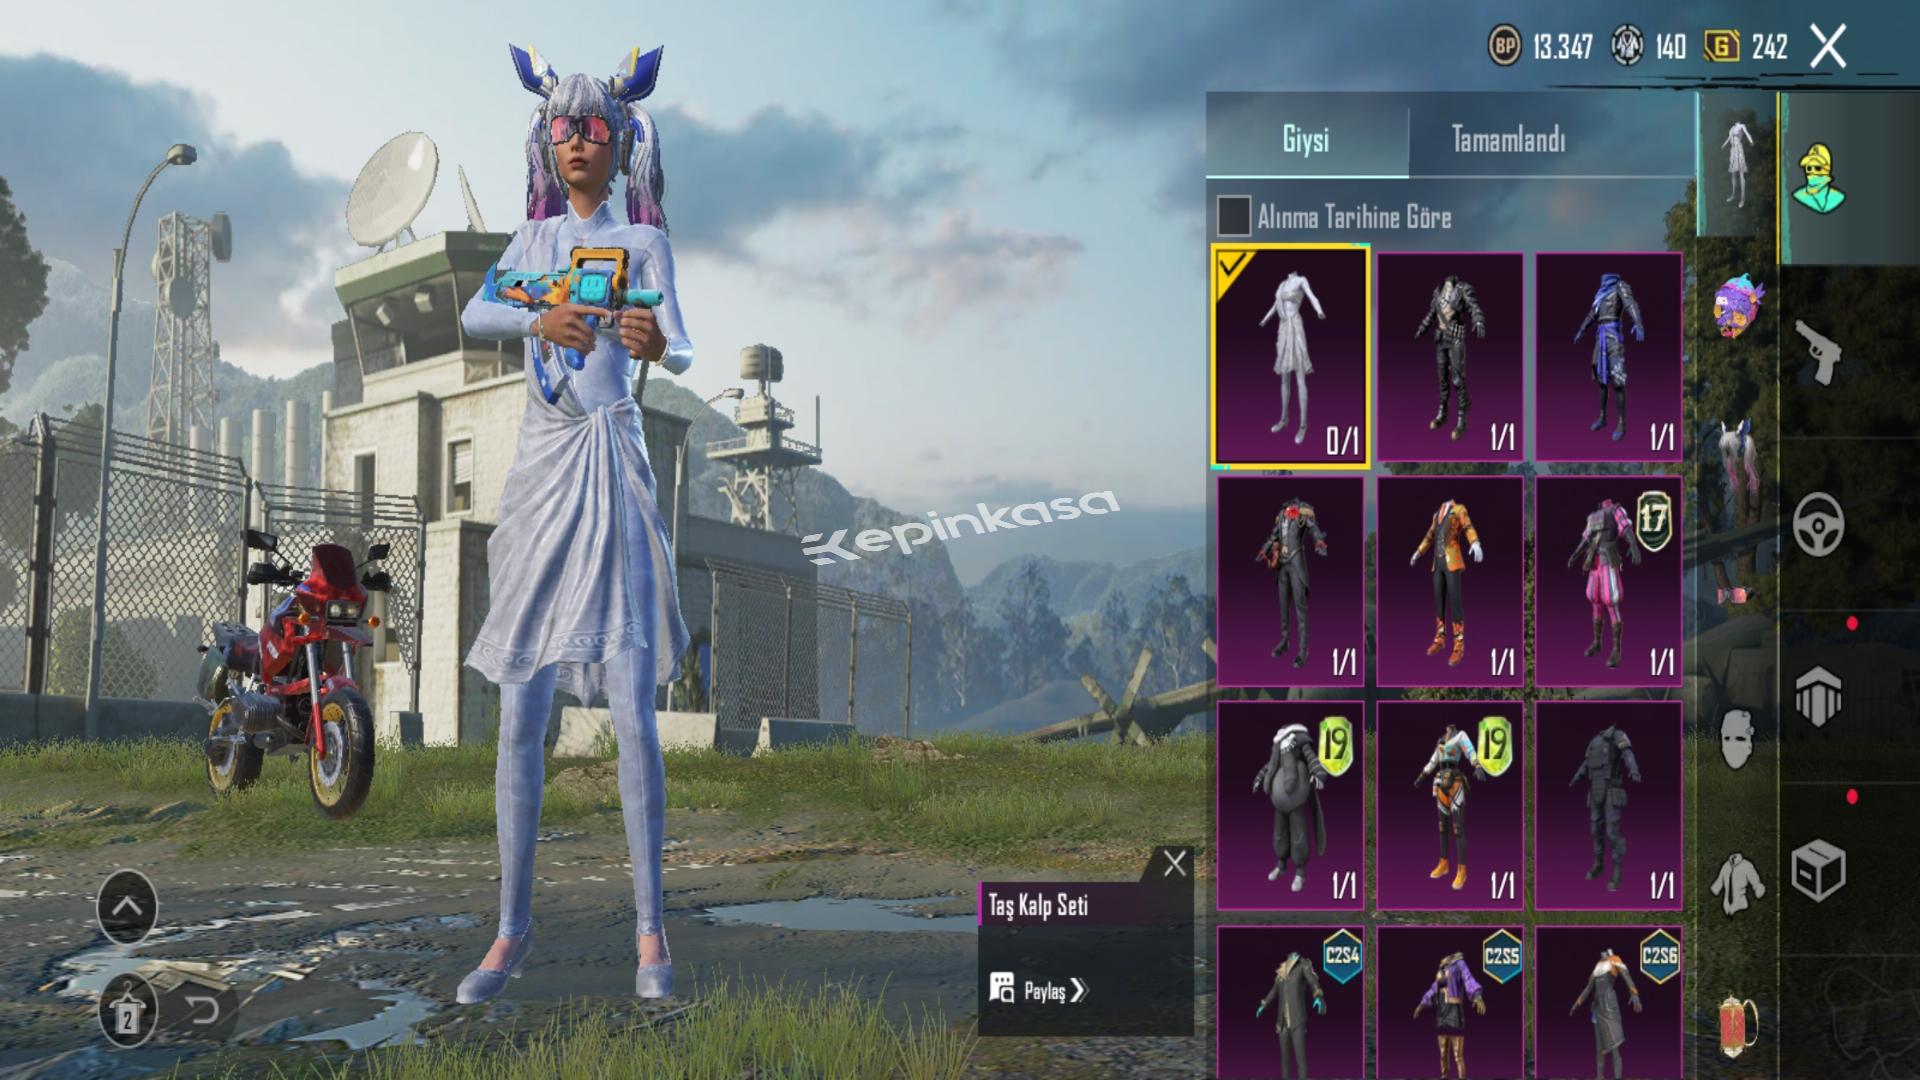 BP 13.347 140 G 242
Giysi Tamamlandı
Alınma Tarihine Göre
0/1 1/1 1/1
17
1/1 1/1 1/1
19 19
1/1 1/1 1/1
C2S4 C2S5 C2S6
epinkasa
Taş Kalp Seti
Paylaş
2